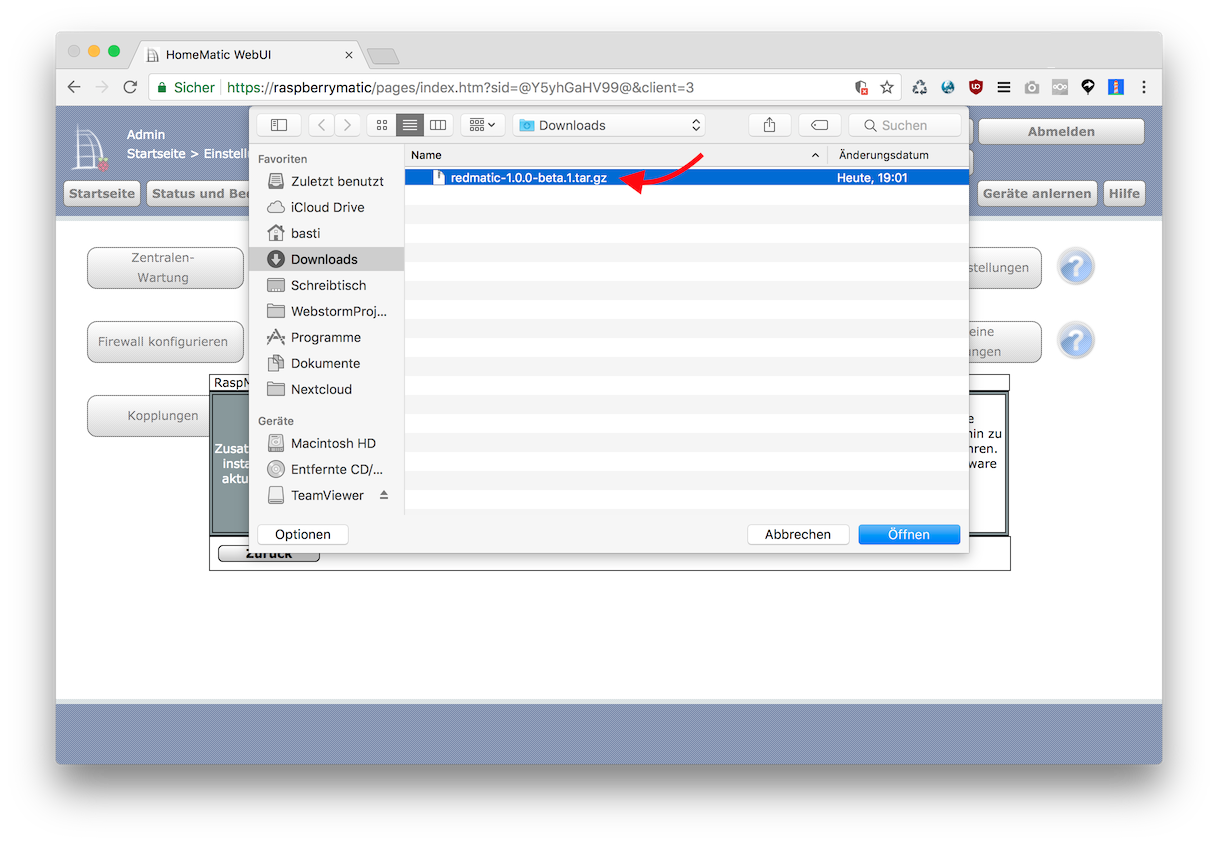 HomeMatic WebUI
Sicher https://raspberrymatic/pages/index.htm?sid=@Y5yhGaHV99@&client=3
Admin
Startseite > Einstell
Abmelden
Startseite
Status und Be
Geräte anlernen
Hilfe
Downloads
Suchen
Favoriten
Zuletzt benutzt
iCloud Drive
basti
Downloads
Schreibtisch
WebstormProj...
Programme
Dokumente
Nextcloud
Geräte
Macintosh HD
Entfernte CD/...
TeamViewer
Name
Änderungsdatum
redmatic-1.0.0-beta.1.tar.gz
Heute, 19:01
Optionen
Abbrechen
Öffnen
Zentralen-
Wartung
stellungen
Firewall konfigurieren
eine
ngen
Kopplungen
RaspM
Zusat
insta
aktu
e
hin zu
hren.
ware
Zurück